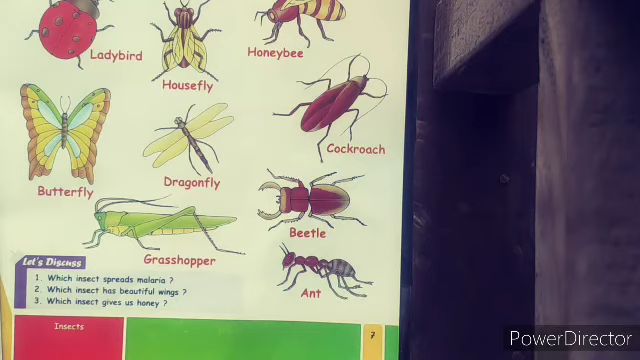 Ladybird
Housefly
Honeybee
Butterfly
Dragonfly
Cockroach
Grasshopper
Beetle
Ant
Let's Discuss
1. Which insect spreads malaria ?
2. Which insect has beautiful wings ?
3. Which insect gives us honey ?
Insects
7
PowerDirector